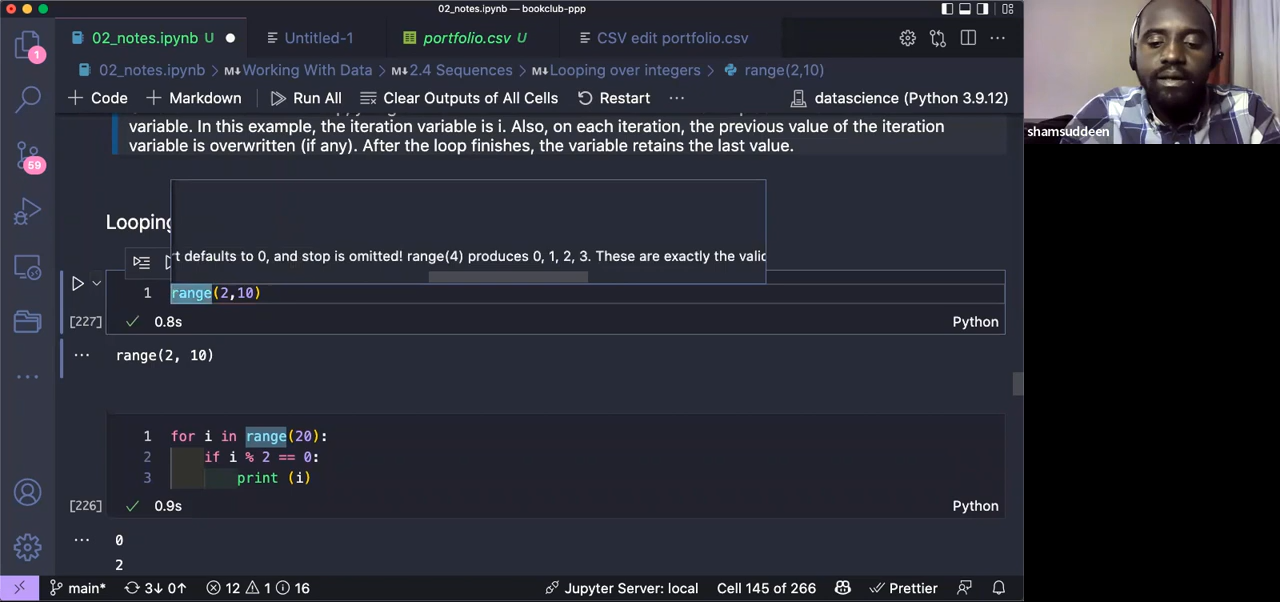 02_notes.ipynb — bookclub-ppp
02_notes.ipynb U
Untitled-1
portfolio.csv U
CSV edit portfolio.csv
1
02_notes.ipynb > M↓Working With Data > M↓2.4 Sequences > M↓Looping over integers > range(2,10)
+ Code + Markdown Run All Clear Outputs of All Cells Restart ... datascience (Python 3.9.12)
variable. In this example, the iteration variable is i. Also, on each iteration, the previous value of the iteration
variable is overwritten (if any). After the loop finishes, the variable retains the last value.
shamsuddeen
59
Looping
t defaults to 0, and stop is omitted! range(4) produces 0, 1, 2, 3. These are exactly the valid
1 range(2,10)
[227] 0.8s Python
... range(2, 10)
1 for i in range(20):
2 if i % 2 == 0:
3 print (i)
[226] 0.9s Python
... 0
2
main* 3↓ 0↑ 12 1 16 Jupyter Server: local Cell 145 of 266 Prettier